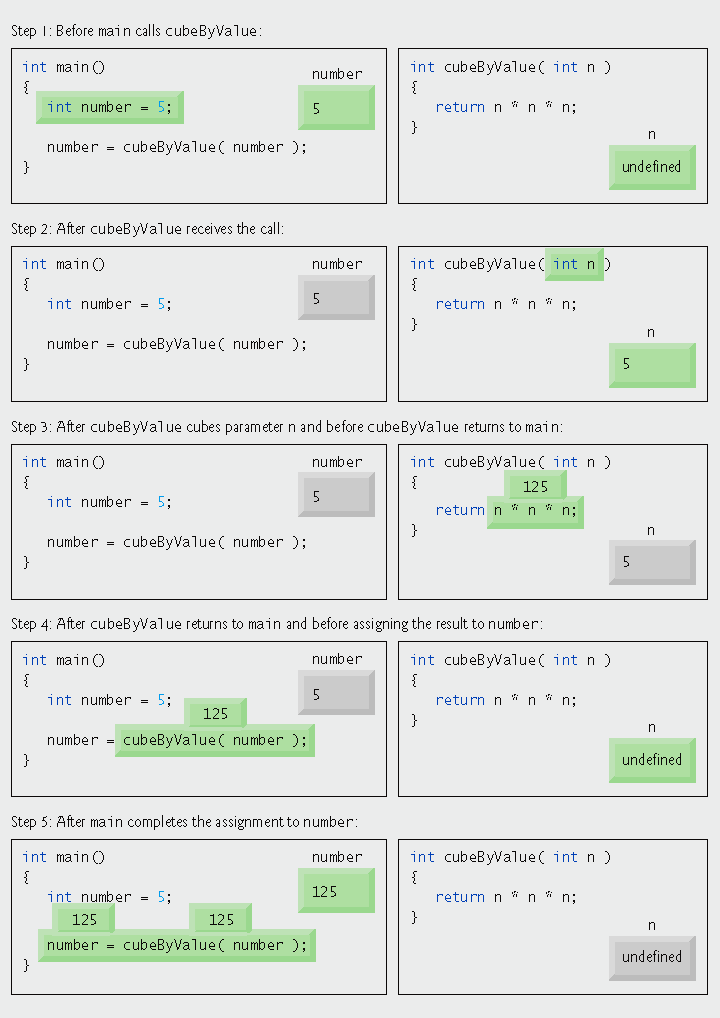 Step 1: Before main calls cubeByValue:
int main()
{
int number = 5;
number = cubeByValue( number );
}
number
5
int cubeByValue( int n )
{
return n * n * n;
}
n
undefined
Step 2: After cubeByValue receives the call:
int main()
{
int number = 5;
number = cubeByValue( number );
}
number
5
int cubeByValue( int n )
{
return n * n * n;
}
n
5
Step 3: After cubeByValue cubes parameter n and before cubeByValue returns to main:
int main()
{
int number = 5;
number = cubeByValue( number );
}
number
5
int cubeByValue( int n )
{
125
return n * n * n;
}
n
5
Step 4: After cubeByValue returns to main and before assigning the result to number:
int main()
{
int number = 5;
125
number = cubeByValue( number );
}
number
5
int cubeByValue( int n )
{
return n * n * n;
}
n
undefined
Step 5: After main completes the assignment to number:
int main()
{
int number = 5;
125 125
number = cubeByValue( number );
}
number
125
int cubeByValue( int n )
{
return n * n * n;
}
n
undefined